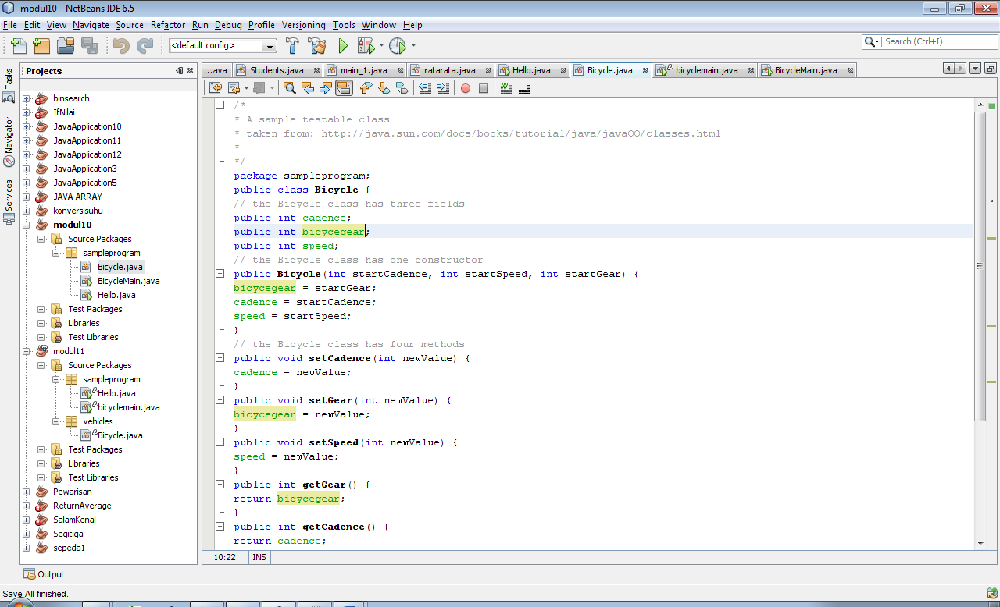 modul10 - NetBeans IDE 6.5
File Edit View Navigate Source Refactor Run Debug Profile Versioning Tools Window Help
<default config>
Search (Ctrl+I)
Tasks
Navigator
Services
Projects
binsearch
IfNilai
JavaApplication10
JavaApplication11
JavaApplication12
JavaApplication3
JavaApplication5
JAVA ARRAY
konversisuhu
modul10
Source Packages
sampleprogram
Bicycle.java
BicycleMain.java
Hello.java
Test Packages
Libraries
Test Libraries
modul11
Source Packages
sampleprogram
Hello.java
bicyclemain.java
vehicles
Bicycle.java
Test Packages
Libraries
Test Libraries
Pewarisan
ReturnAverage
SalamKenal
Segitiga
sepeda1
...ava Students.java main_1.java ratarata.java Hello.java Bicycle.java bicyclemain.java BicycleMain.java
/*
* A sample testable class
* taken from: http://java.sun.com/docs/books/tutorial/java/javaOO/classes.html
*
*/
package sampleprogram;
public class Bicycle {
// the Bicycle class has three fields
public int cadence;
public int bicycegear;
public int speed;
// the Bicycle class has one constructor
public Bicycle(int startCadence, int startSpeed, int startGear) {
bicycegear = startGear;
cadence = startCadence;
speed = startSpeed;
}
// the Bicycle class has four methods
public void setCadence(int newValue) {
cadence = newValue;
}
public void setGear(int newValue) {
bicycegear = newValue;
}
public void setSpeed(int newValue) {
speed = newValue;
}
public int getGear() {
return bicycegear;
}
public int getCadence() {
return cadence;
10:22 INS
Output
Save All finished.